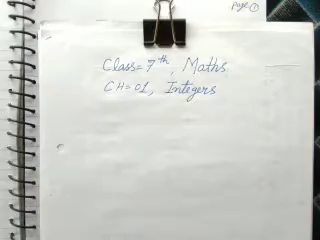 Page ①
Class = 7th, Maths
CH = 01, Integers